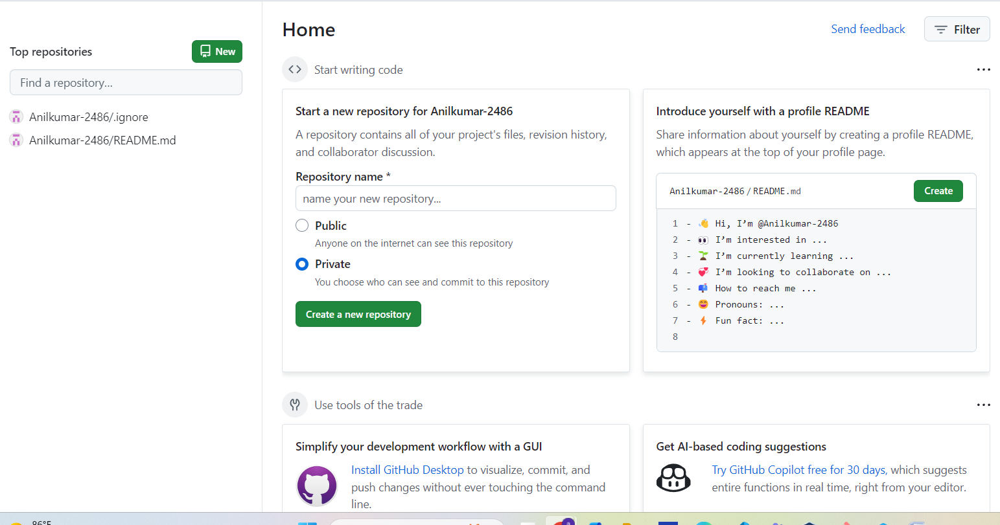 Top repositories
New
Find a repository...
Anilkumar-2486/.ignore
Anilkumar-2486/README.md
Home
Send feedback
Filter
Start writing code
Start a new repository for Anilkumar-2486
A repository contains all of your project's files, revision history,
and collaborator discussion.
Repository name *
name your new repository...
Public
Anyone on the internet can see this repository
Private
You choose who can see and commit to this repository
Create a new repository
Introduce yourself with a profile README
Share information about yourself by creating a profile README,
which appears at the top of your profile page.
Anilkumar-2486/README.md
Create
1 - 👋 Hi, I’m @Anilkumar-2486
2 - 👀 I’m interested in ...
3 - 🌱 I’m currently learning ...
4 - 💞️ I’m looking to collaborate on ...
5 - 📫 How to reach me ...
6 - 😄 Pronouns: ...
7 - ⚡ Fun fact: ...
8
Use tools of the trade
Simplify your development workflow with a GUI
Install GitHub Desktop to visualize, commit, and
push changes without ever touching the command
line.
Get AI-based coding suggestions
Try GitHub Copilot free for 30 days, which suggests
entire functions in real time, right from your editor.
86°F